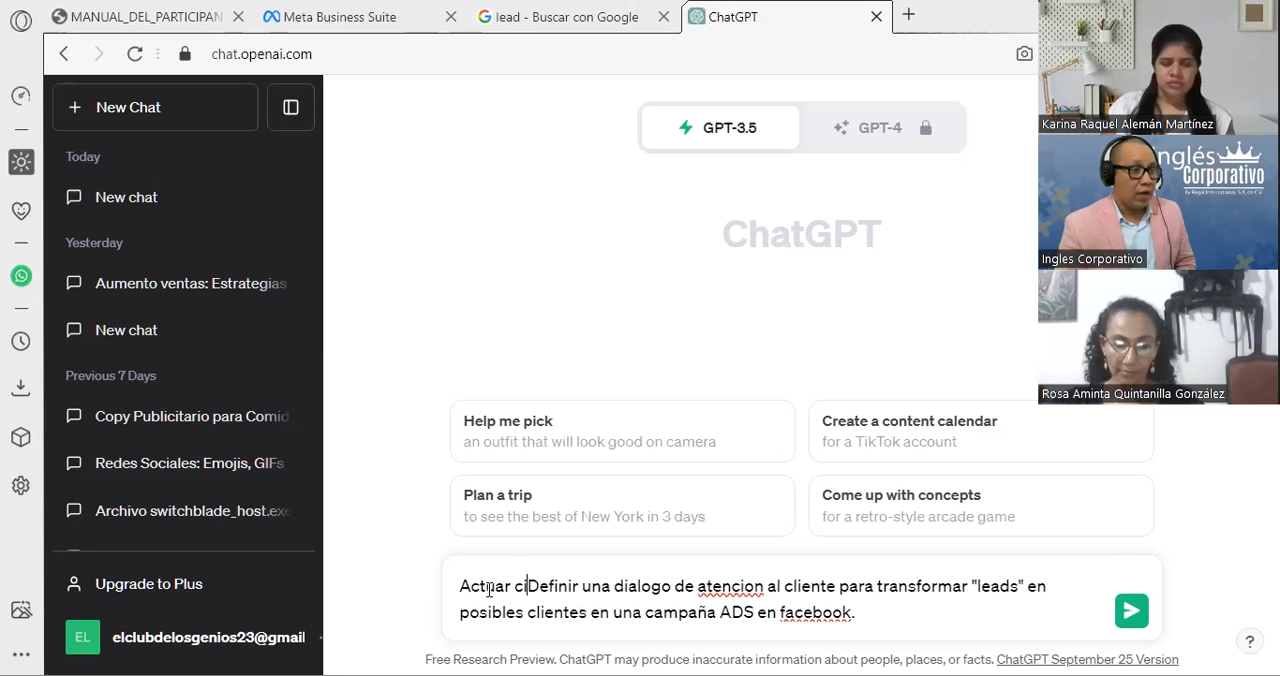 MANUAL_DEL_PARTICIPAN
Meta Business Suite
lead - Buscar con Google
ChatGPT
chat.openai.com
New Chat
Today
New chat
Yesterday
Aumento ventas: Estrategias
New chat
Previous 7 Days
Copy Publicitario para Comid
Redes Sociales: Emojis, GIFs
Archivo switchblade_host.exe
Upgrade to Plus
EL
elclubdelosgenios23@gmail
GPT-3.5
GPT-4
ChatGPT
Help me pick
an outfit that will look good on camera
Create a content calendar
for a TikTok account
Plan a trip
to see the best of New York in 3 days
Come up with concepts
for a retro-style arcade game
Actuar ciDefinir una dialogo de atencion al cliente para transformar "leads" en
posibles clientes en una campaña ADS en facebook.
Free Research Preview. ChatGPT may produce inaccurate information about people, places, or facts. ChatGPT September 25 Version
?
Karina Raquel Alemán Martínez
inglés
Corporativo
By Regal International, S.A. de C.V.
Ingles Corporativo
Rosa Aminta Quintanilla González